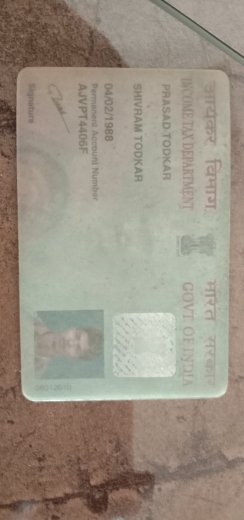 आयकर विभाग
INCOME TAX DEPARTMENT
भारत सरकार
GOVT. OF INDIA
PRASAD TODKAR
SHIVRAM TODKAR
04/02/1988
Permanent Account Number
AJVPT4406F
Signature